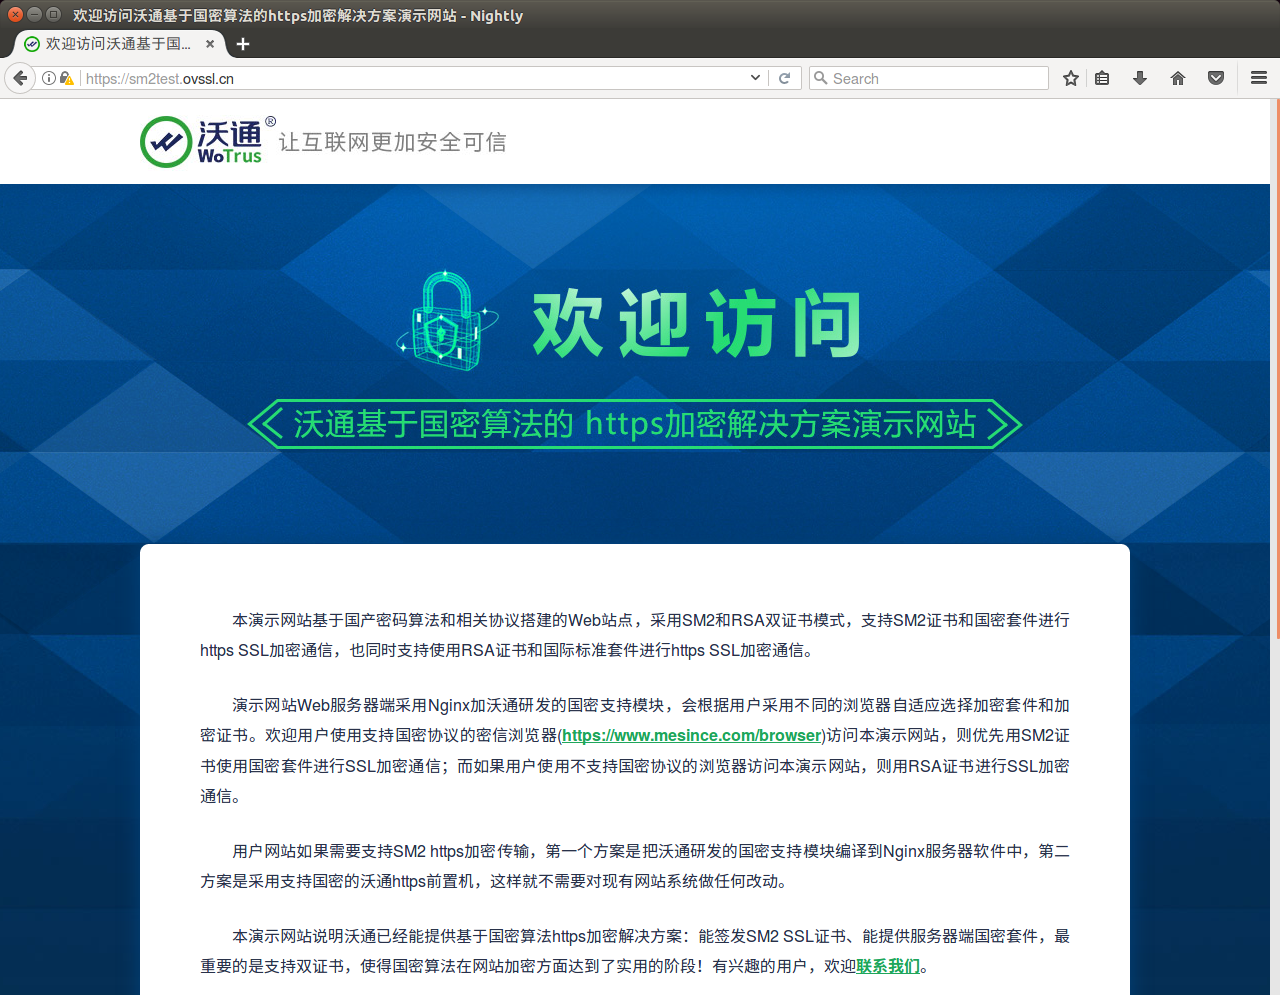 欢迎访问沃通基于国密算法的https加密解决方案演示网站 - Nightly
欢迎访问沃通基于国...
https://sm2test.ovssl.cn
Search
沃通®
WoTrus
让互联网更加安全可信
欢迎访问
沃通基于国密算法的 https加密解决方案演示网站
本演示网站基于国产密码算法和相关协议搭建的Web站点，采用SM2和RSA双证书模式，支持SM2证书和国密套件进行
https SSL加密通信，也同时支持使用RSA证书和国际标准套件进行https SSL加密通信。
演示网站Web服务器端采用Nginx加沃通研发的国密支持模块，会根据用户采用不同的浏览器自适应选择加密套件和加
密证书。欢迎用户使用支持国密协议的密信浏览器(https://www.mesince.com/browser)访问本演示网站，则优先用SM2证
书使用国密套件进行SSL加密通信；而如果用户使用不支持国密协议的浏览器访问本演示网站，则用RSA证书进行SSL加密
通信。
用户网站如果需要支持SM2 https加密传输，第一个方案是把沃通研发的国密支持模块编译到Nginx服务器软件中，第二
方案是采用支持国密的沃通https前置机，这样就不需要对现有网站系统做任何改动。
本演示网站说明沃通已经能提供基于国密算法https加密解决方案：能签发SM2 SSL证书、能提供服务器端国密套件，最
重要的是支持双证书，使得国密算法在网站加密方面达到了实用的阶段！有兴趣的用户，欢迎联系我们。